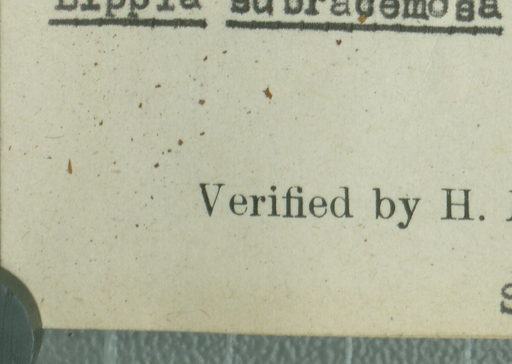 Lippia subracemosa
Verified by H.